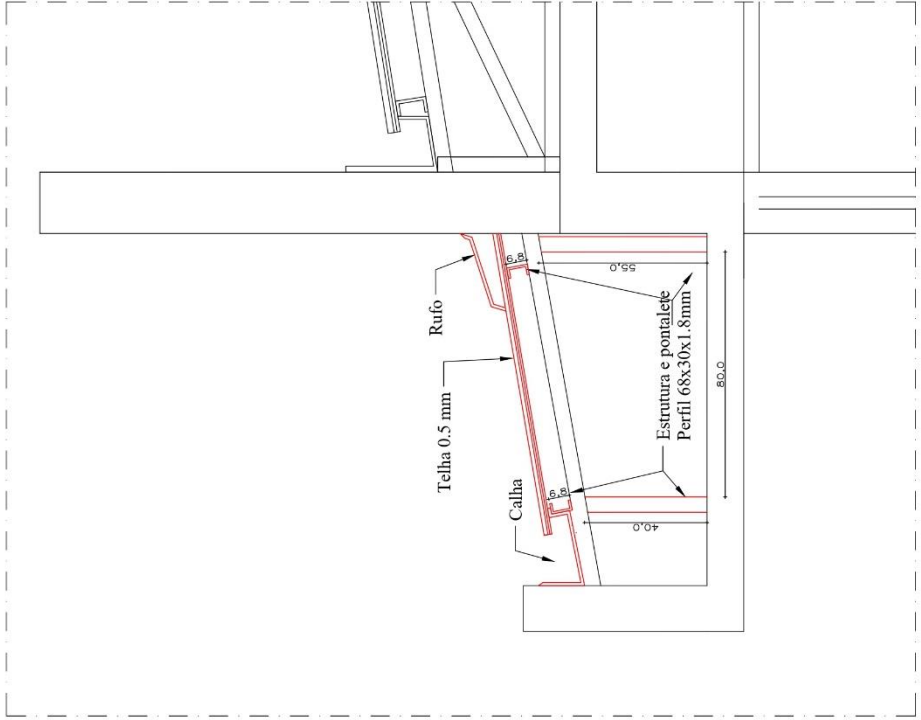 Rufo
Telha 0.5 mm
Calha
Estrutura e pontalete
Perfil 68x30x1.8mm
6,8
6,8
55,0
40,0
80,0